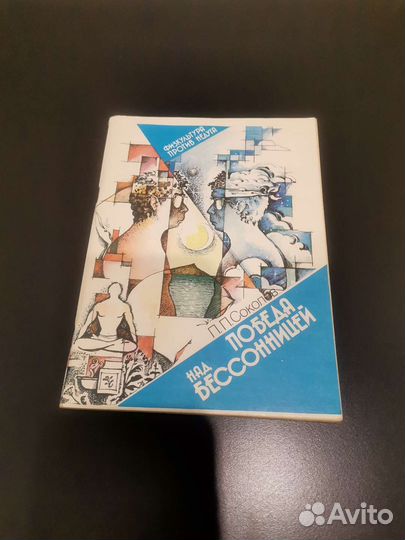 ФИЗКУЛЬТУРА
ПРОТИВ НЕДУГА
П.П. Соколов
ПОБЕДА
НАД
БЕССОННИЦЕЙ
Avito